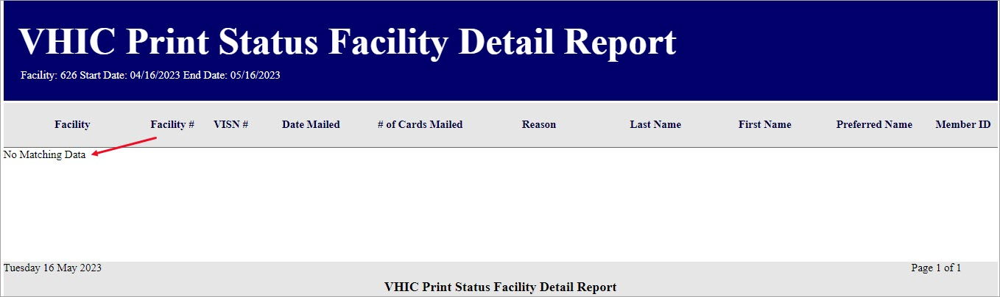 VHIC Print Status Facility Detail Report
Facility: 626 Start Date: 04/16/2023 End Date: 05/16/2023
Facility Facility # VISN # Date Mailed # of Cards Mailed Reason Last Name First Name Preferred Name Member ID
No Matching Data
Tuesday 16 May 2023 Page 1 of 1
VHIC Print Status Facility Detail Report